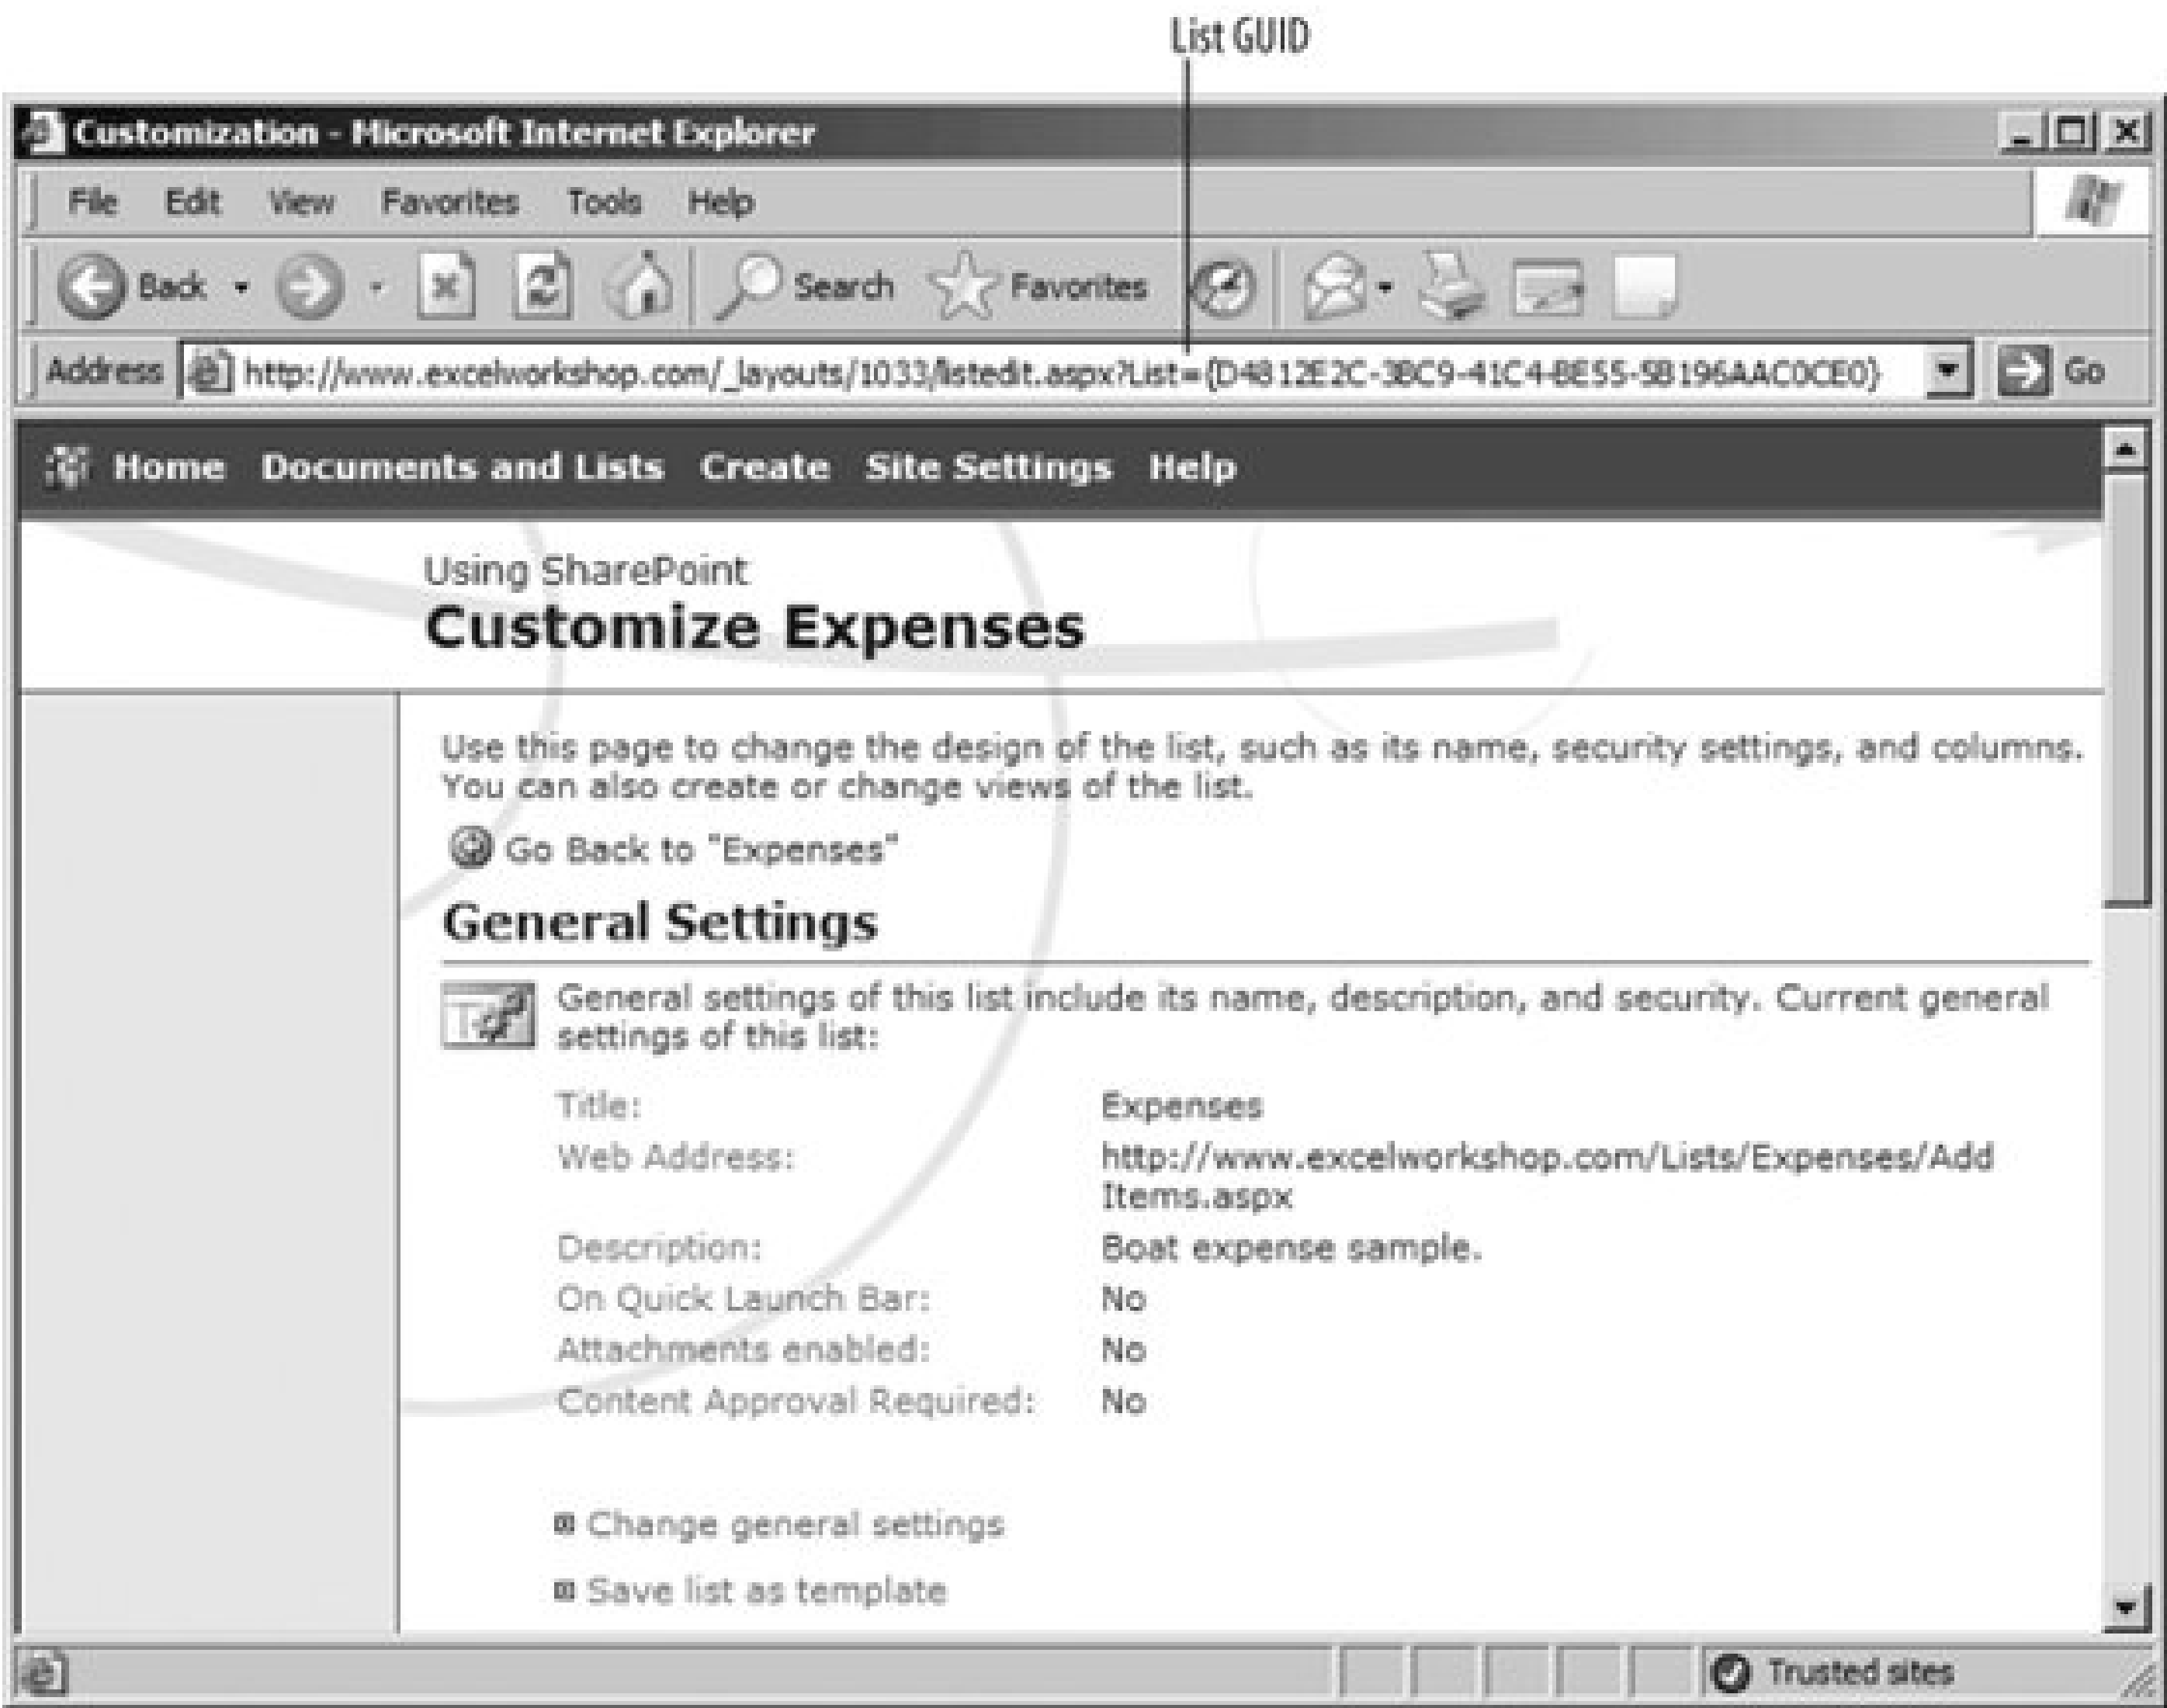 List GUID
Customization - Microsoft Internet Explorer
File Edit View Favorites Tools Help
Back Search Favorites
Address http://www.excelworkshop.com/_layouts/1033/listedit.aspx?List={D4812E2C-3BC9-41C4-BE55-5B196AAC0CE0} Go
Home Documents and Lists Create Site Settings Help
Using SharePoint
Customize Expenses
Use this page to change the design of the list, such as its name, security settings, and columns.
You can also create or change views of the list.
Go Back to "Expenses"
General Settings
General settings of this list include its name, description, and security. Current general
settings of this list:
Title: Expenses
Web Address: http://www.excelworkshop.com/Lists/Expenses/Add
Items.aspx
Description: Boat expense sample.
On Quick Launch Bar: No
Attachments enabled: No
Content Approval Required: No
Change general settings
Save list as template
Trusted sites